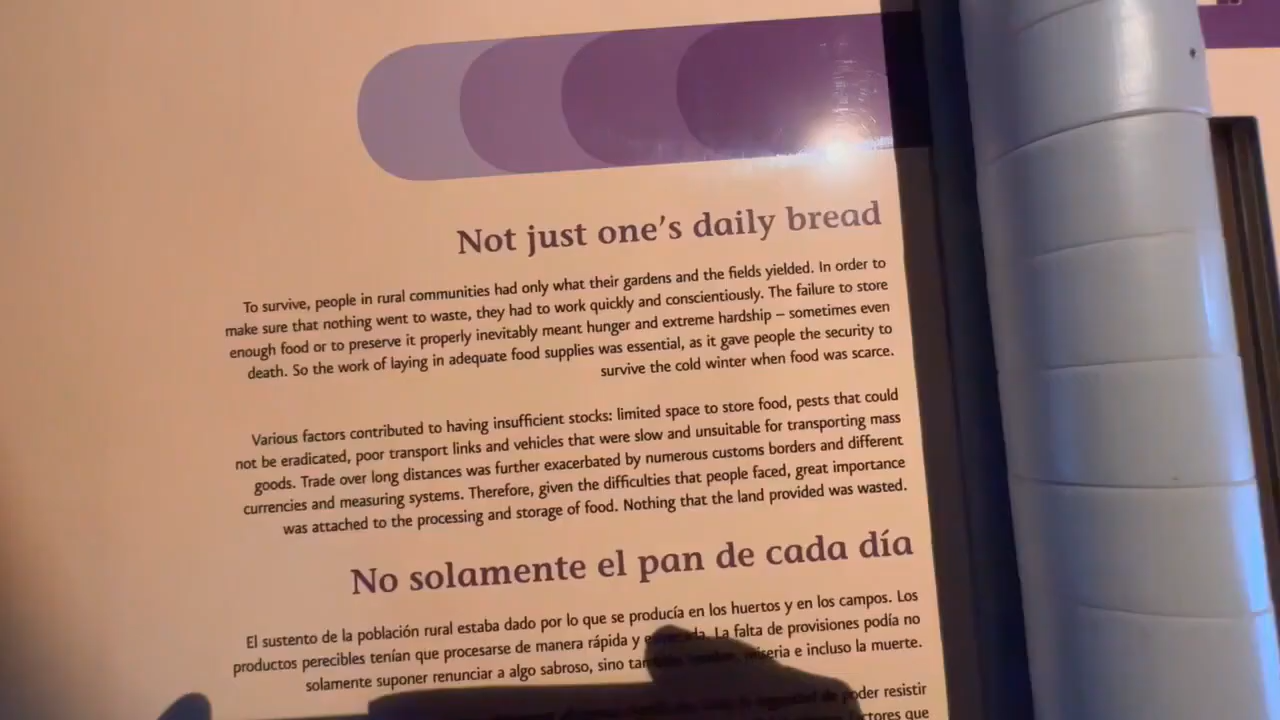 Not just one's daily bread
To survive, people in rural communities had only what their gardens and the fields yielded. In order to
make sure that nothing went to waste, they had to work quickly and conscientiously. The failure to store
enough food or to preserve it properly inevitably meant hunger and extreme hardship – sometimes even
death. So the work of laying in adequate food supplies was essential, as it gave people the security to
survive the cold winter when food was scarce.
Various factors contributed to having insufficient stocks: limited space to store food, pests that could
not be eradicated, poor transport links and vehicles that were slow and unsuitable for transporting mass
goods. Trade over long distances was further exacerbated by numerous customs borders and different
currencies and measuring systems. Therefore, given the difficulties that people faced, great importance
was attached to the processing and storage of food. Nothing that the land provided was wasted.
No solamente el pan de cada día
El sustento de la población rural estaba dado por lo que se producía en los huertos y en los campos. Los
productos perecibles tenían que procesarse de manera rápida y La falta de provisiones podía no
solamente suponer renunciar a algo sabroso, sino miseria e incluso la muerte.
la seguridad de poder resistir
factores que